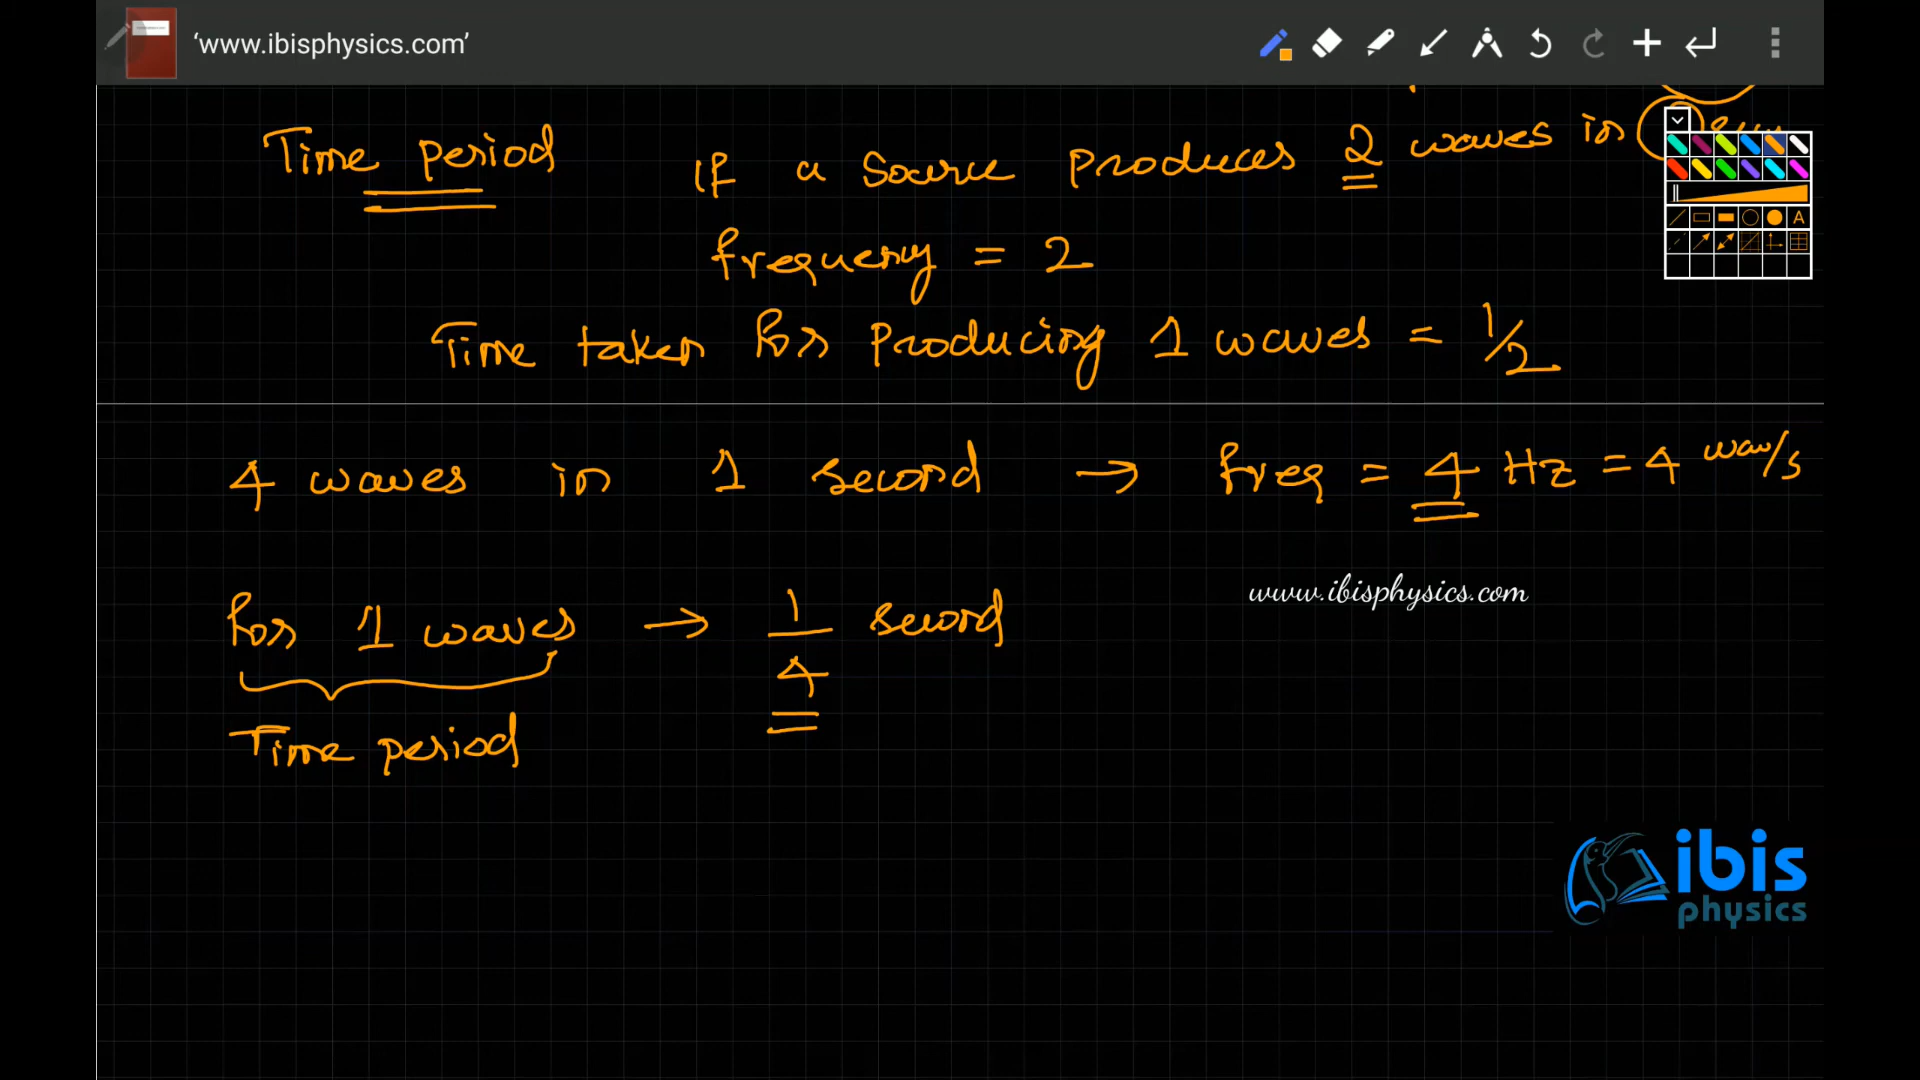 ‘www.ibisphysics.com’
Time period
If a Source Produces 2 waves in
frequency = 2
Time taken for Producing 1 waves = 1/2
4 waves in 1 second → freq = 4 Hz = 4 wav/s
www.ibisphysics.com
for 1 waves → 1/4 second
Time period
ibis
physics
A